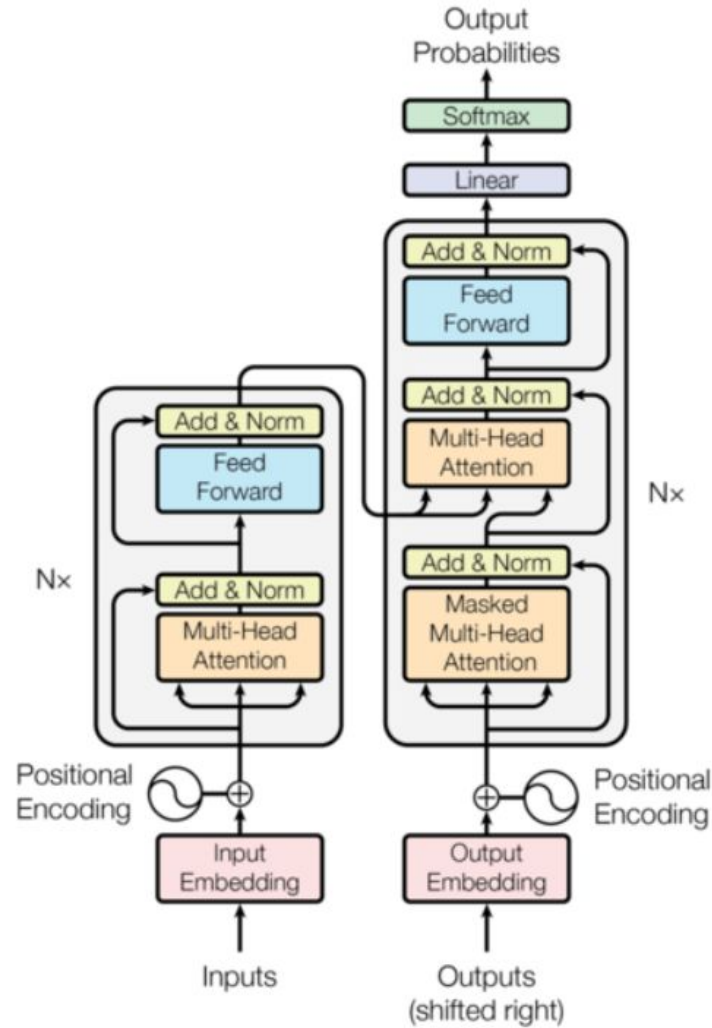 Output
Probabilities
Softmax
Linear
Add & Norm
Feed
Forward
Add & Norm
Multi-Head
Attention
Add & Norm
Masked
Multi-Head
Attention
Nx
Add & Norm
Feed
Forward
Add & Norm
Multi-Head
Attention
Nx
Positional
Encoding
Positional
Encoding
Input
Embedding
Output
Embedding
Inputs
Outputs
(shifted right)